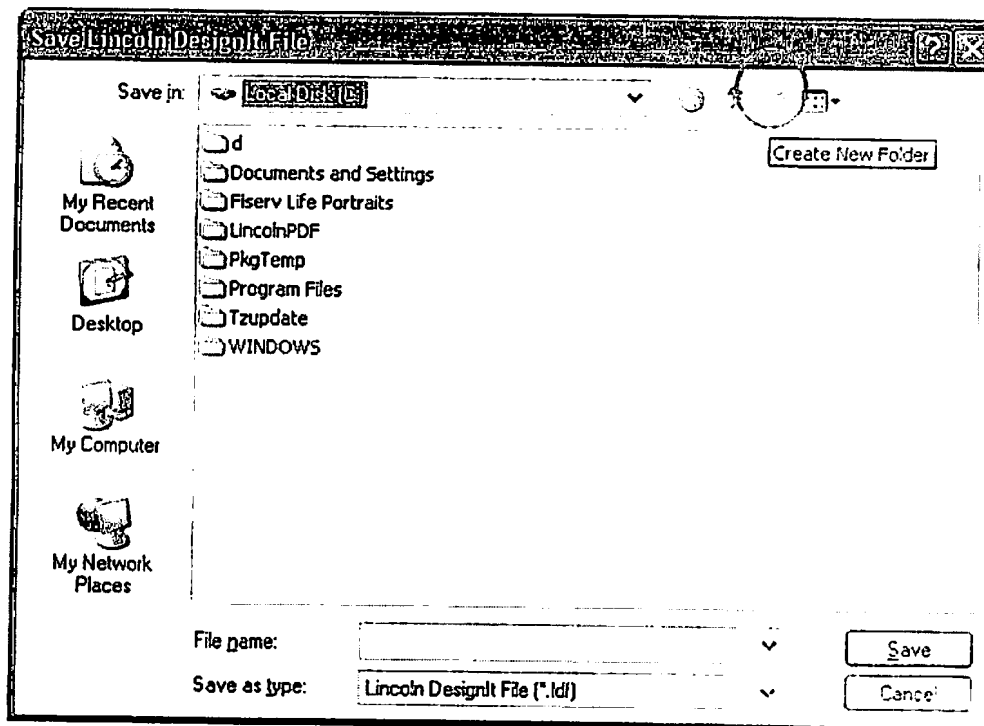 Save Lincoln DesignIt File
Save in: Local Disk (C:)
Create New Folder
d
Documents and Settings
Fiserv Life Portraits
LincolnPDF
PkgTemp
Program Files
Tzupdate
WINDOWS
My Recent
Documents
Desktop
My Computer
My Network
Places
File name:
Save
Save as type: Lincoln DesignIt File (*.ldf)
Cancel